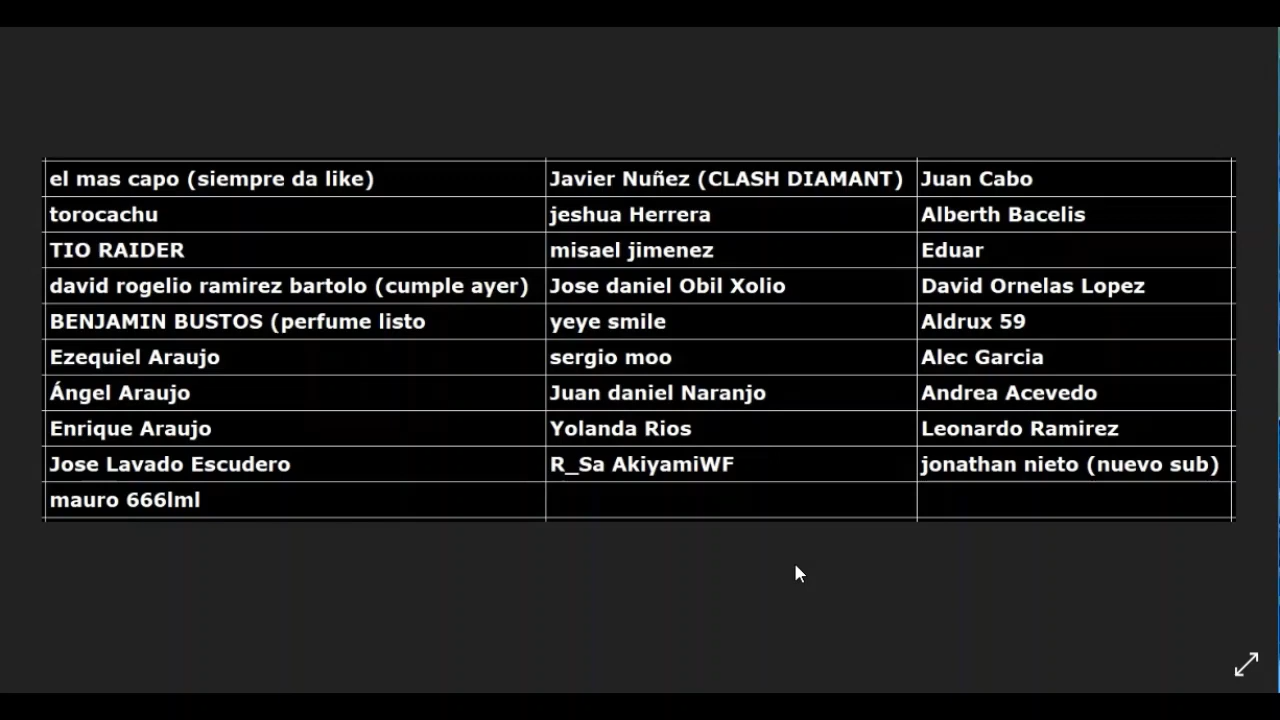 el mas capo (siempre da like) Javier Nuñez (CLASH DIAMANT) Juan Cabo
torocachu jeshua Herrera Alberth Bacelis
TIO RAIDER misael jimenez Eduar
david rogelio ramirez bartolo (cumple ayer) Jose daniel Obil Xolio David Ornelas Lopez
BENJAMIN BUSTOS (perfume listo yeye smile Aldrux 59
Ezequiel Araujo sergio moo Alec Garcia
Ángel Araujo Juan daniel Naranjo Andrea Acevedo
Enrique Araujo Yolanda Rios Leonardo Ramirez
Jose Lavado Escudero R_Sa AkiyamiWF jonathan nieto (nuevo sub)
mauro 666lml